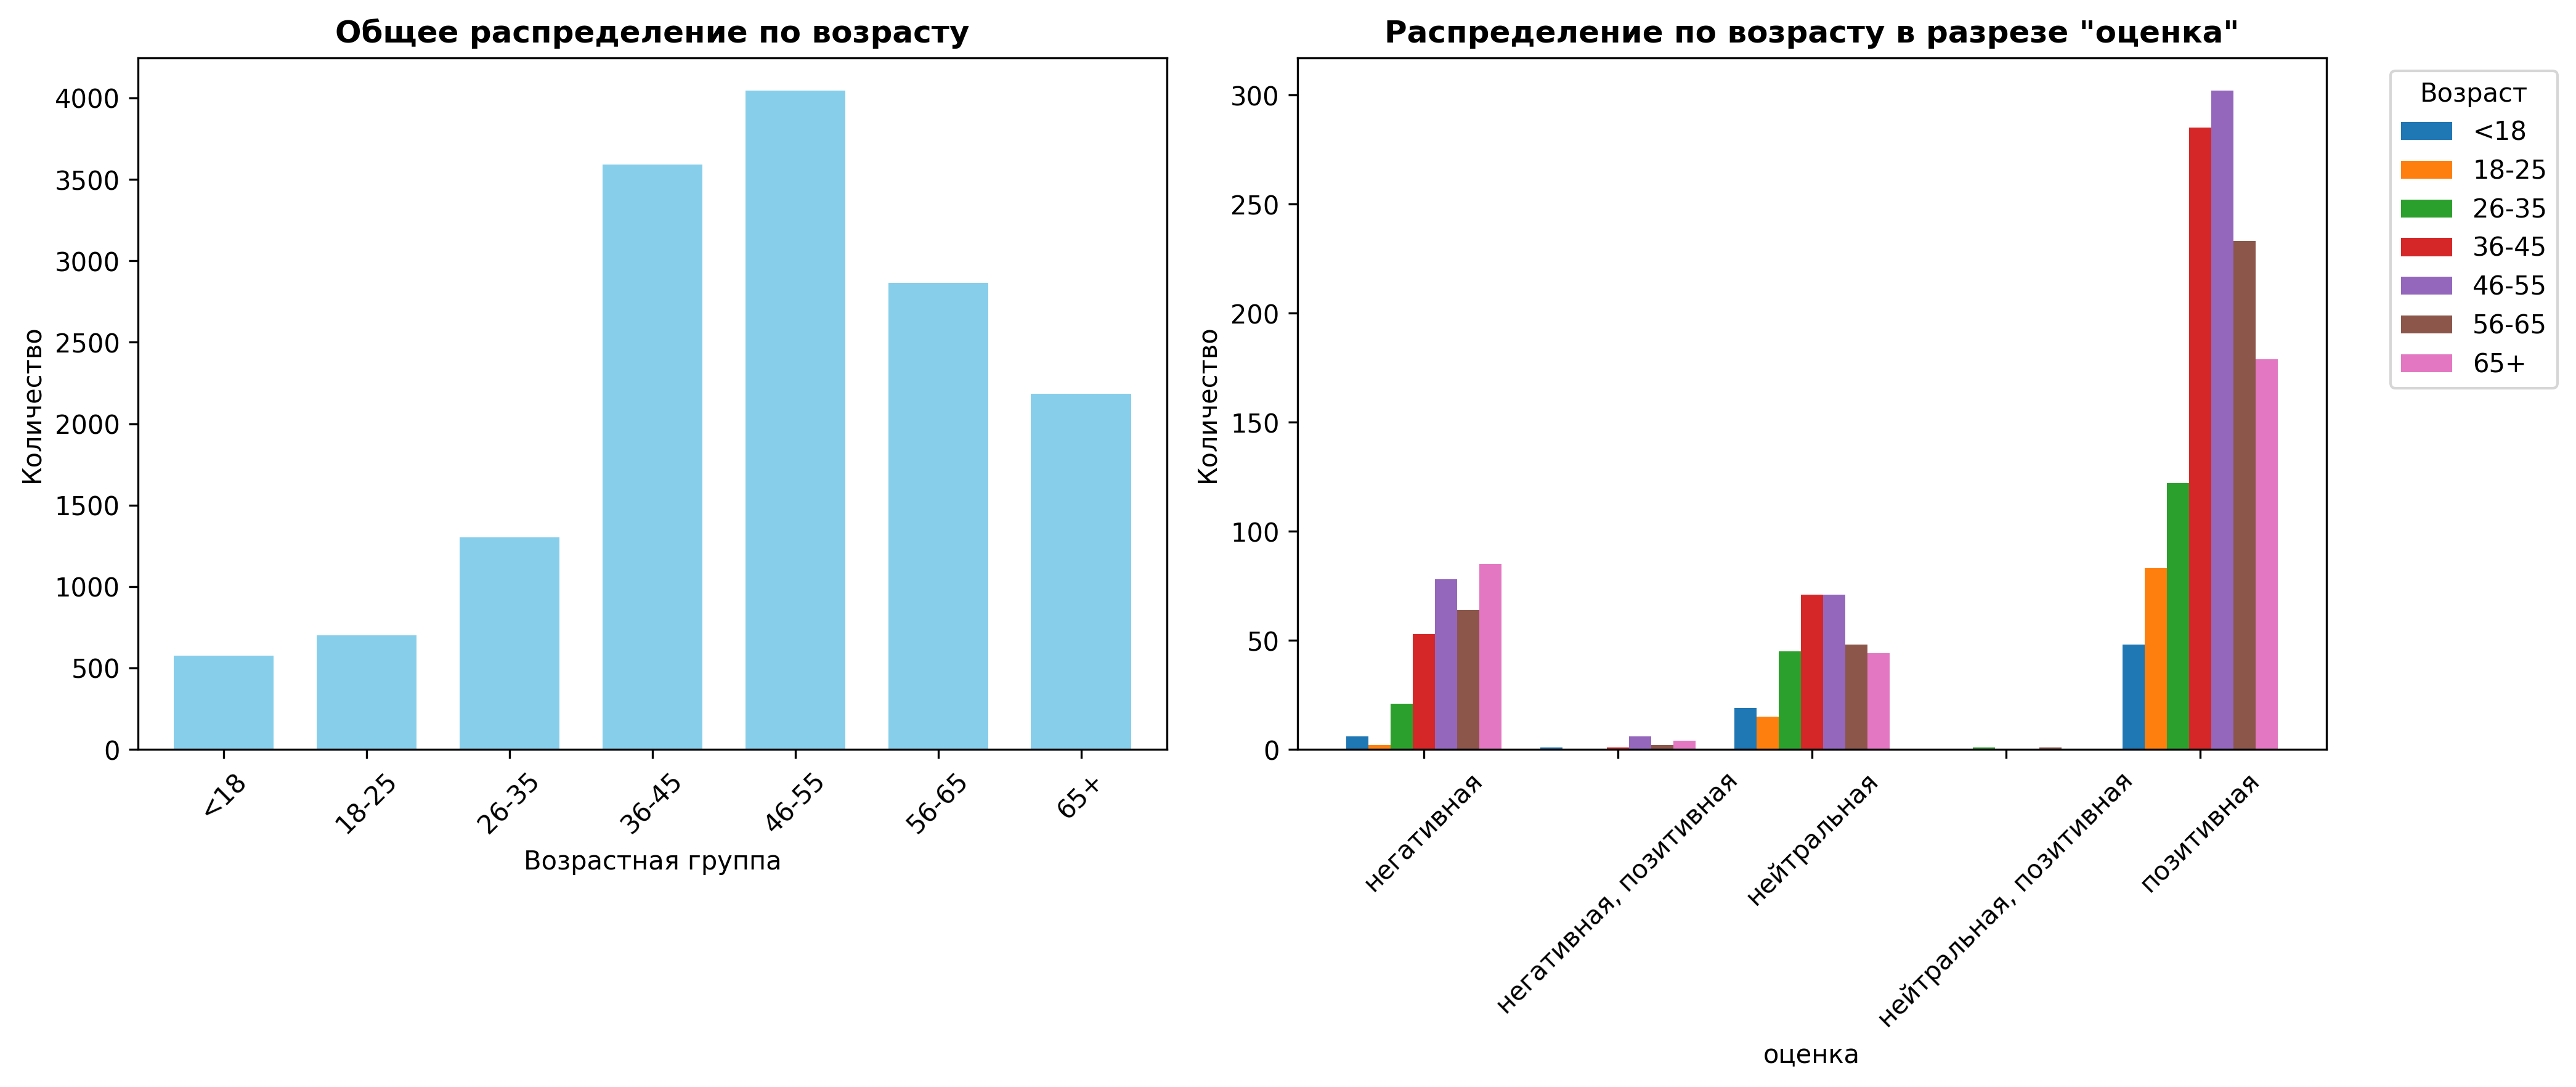 Общее распределение по возрасту
Количество
4000
3500
3000
2500
2000
1500
1000
500
0
<18
18-25
26-35
36-45
46-55
56-65
65+
Возрастная группа
Распределение по возрасту в разрезе "оценка"
Количество
300
250
200
150
100
50
0
негативная
негативная, позитивная
нейтральная
нейтральная, позитивная
позитивная
оценка
Возраст
<18
18-25
26-35
36-45
46-55
56-65
65+